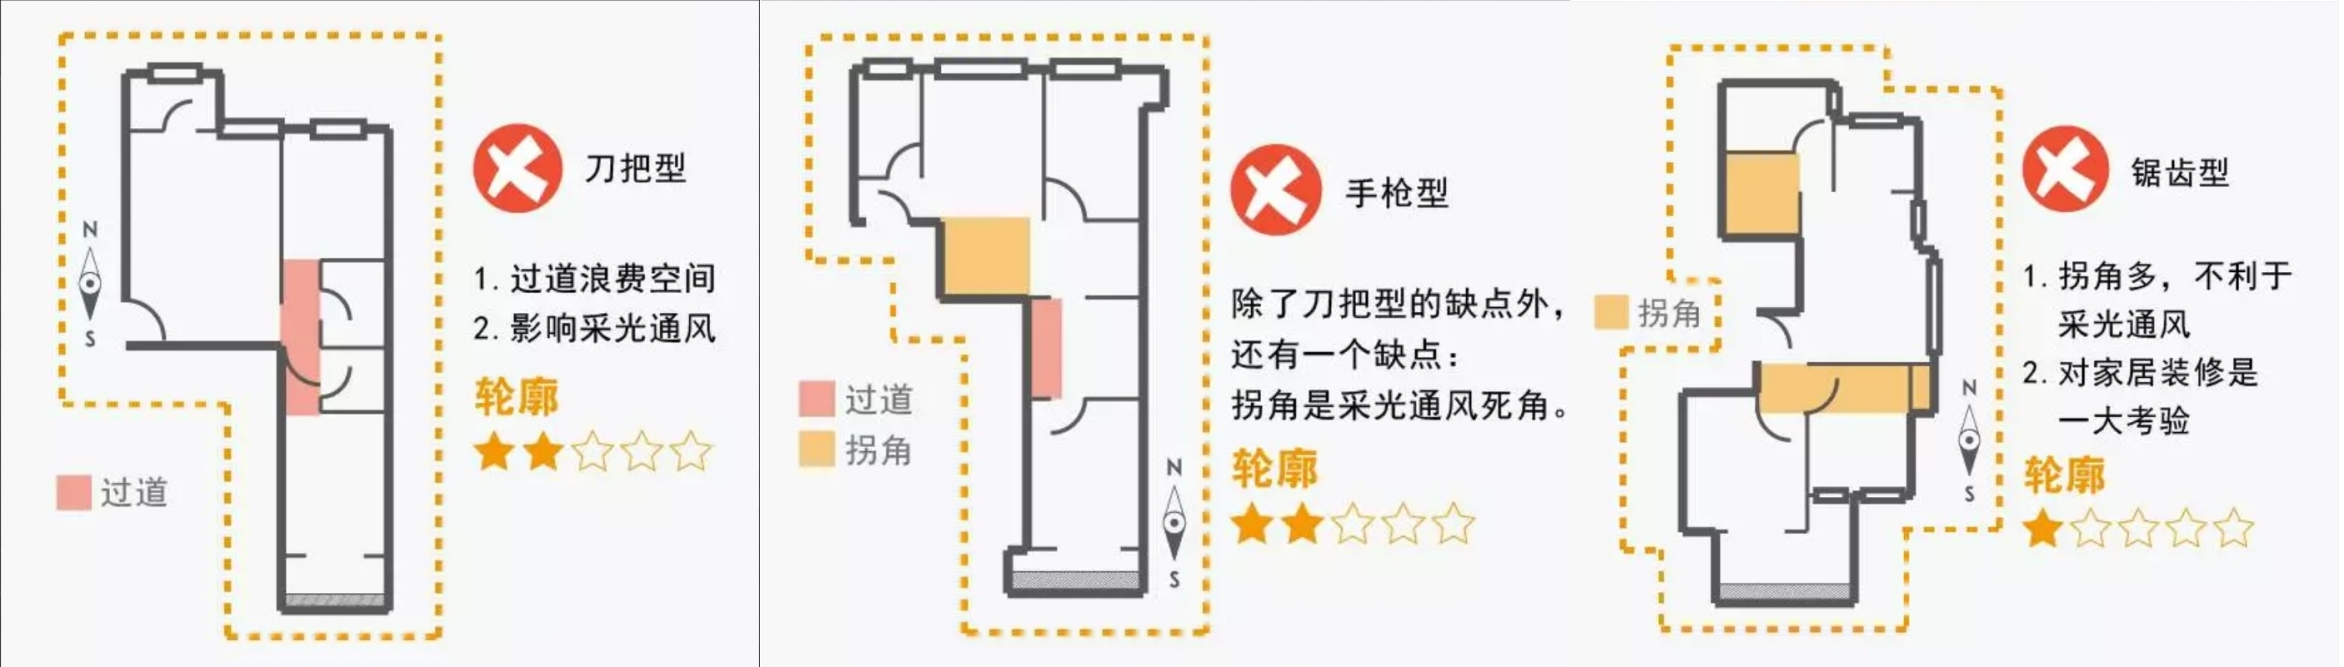 N
S
过道
刀把型
1. 过道浪费空间
2. 影响采光通风
轮廓
过道
拐角
手枪型
除了刀把型的缺点外，
还有一个缺点：
拐角是采光通风死角。
轮廓
N
S
拐角
锯齿型
1. 拐角多，不利于
采光通风
2. 对家居装修是
一大考验
N
S
轮廓